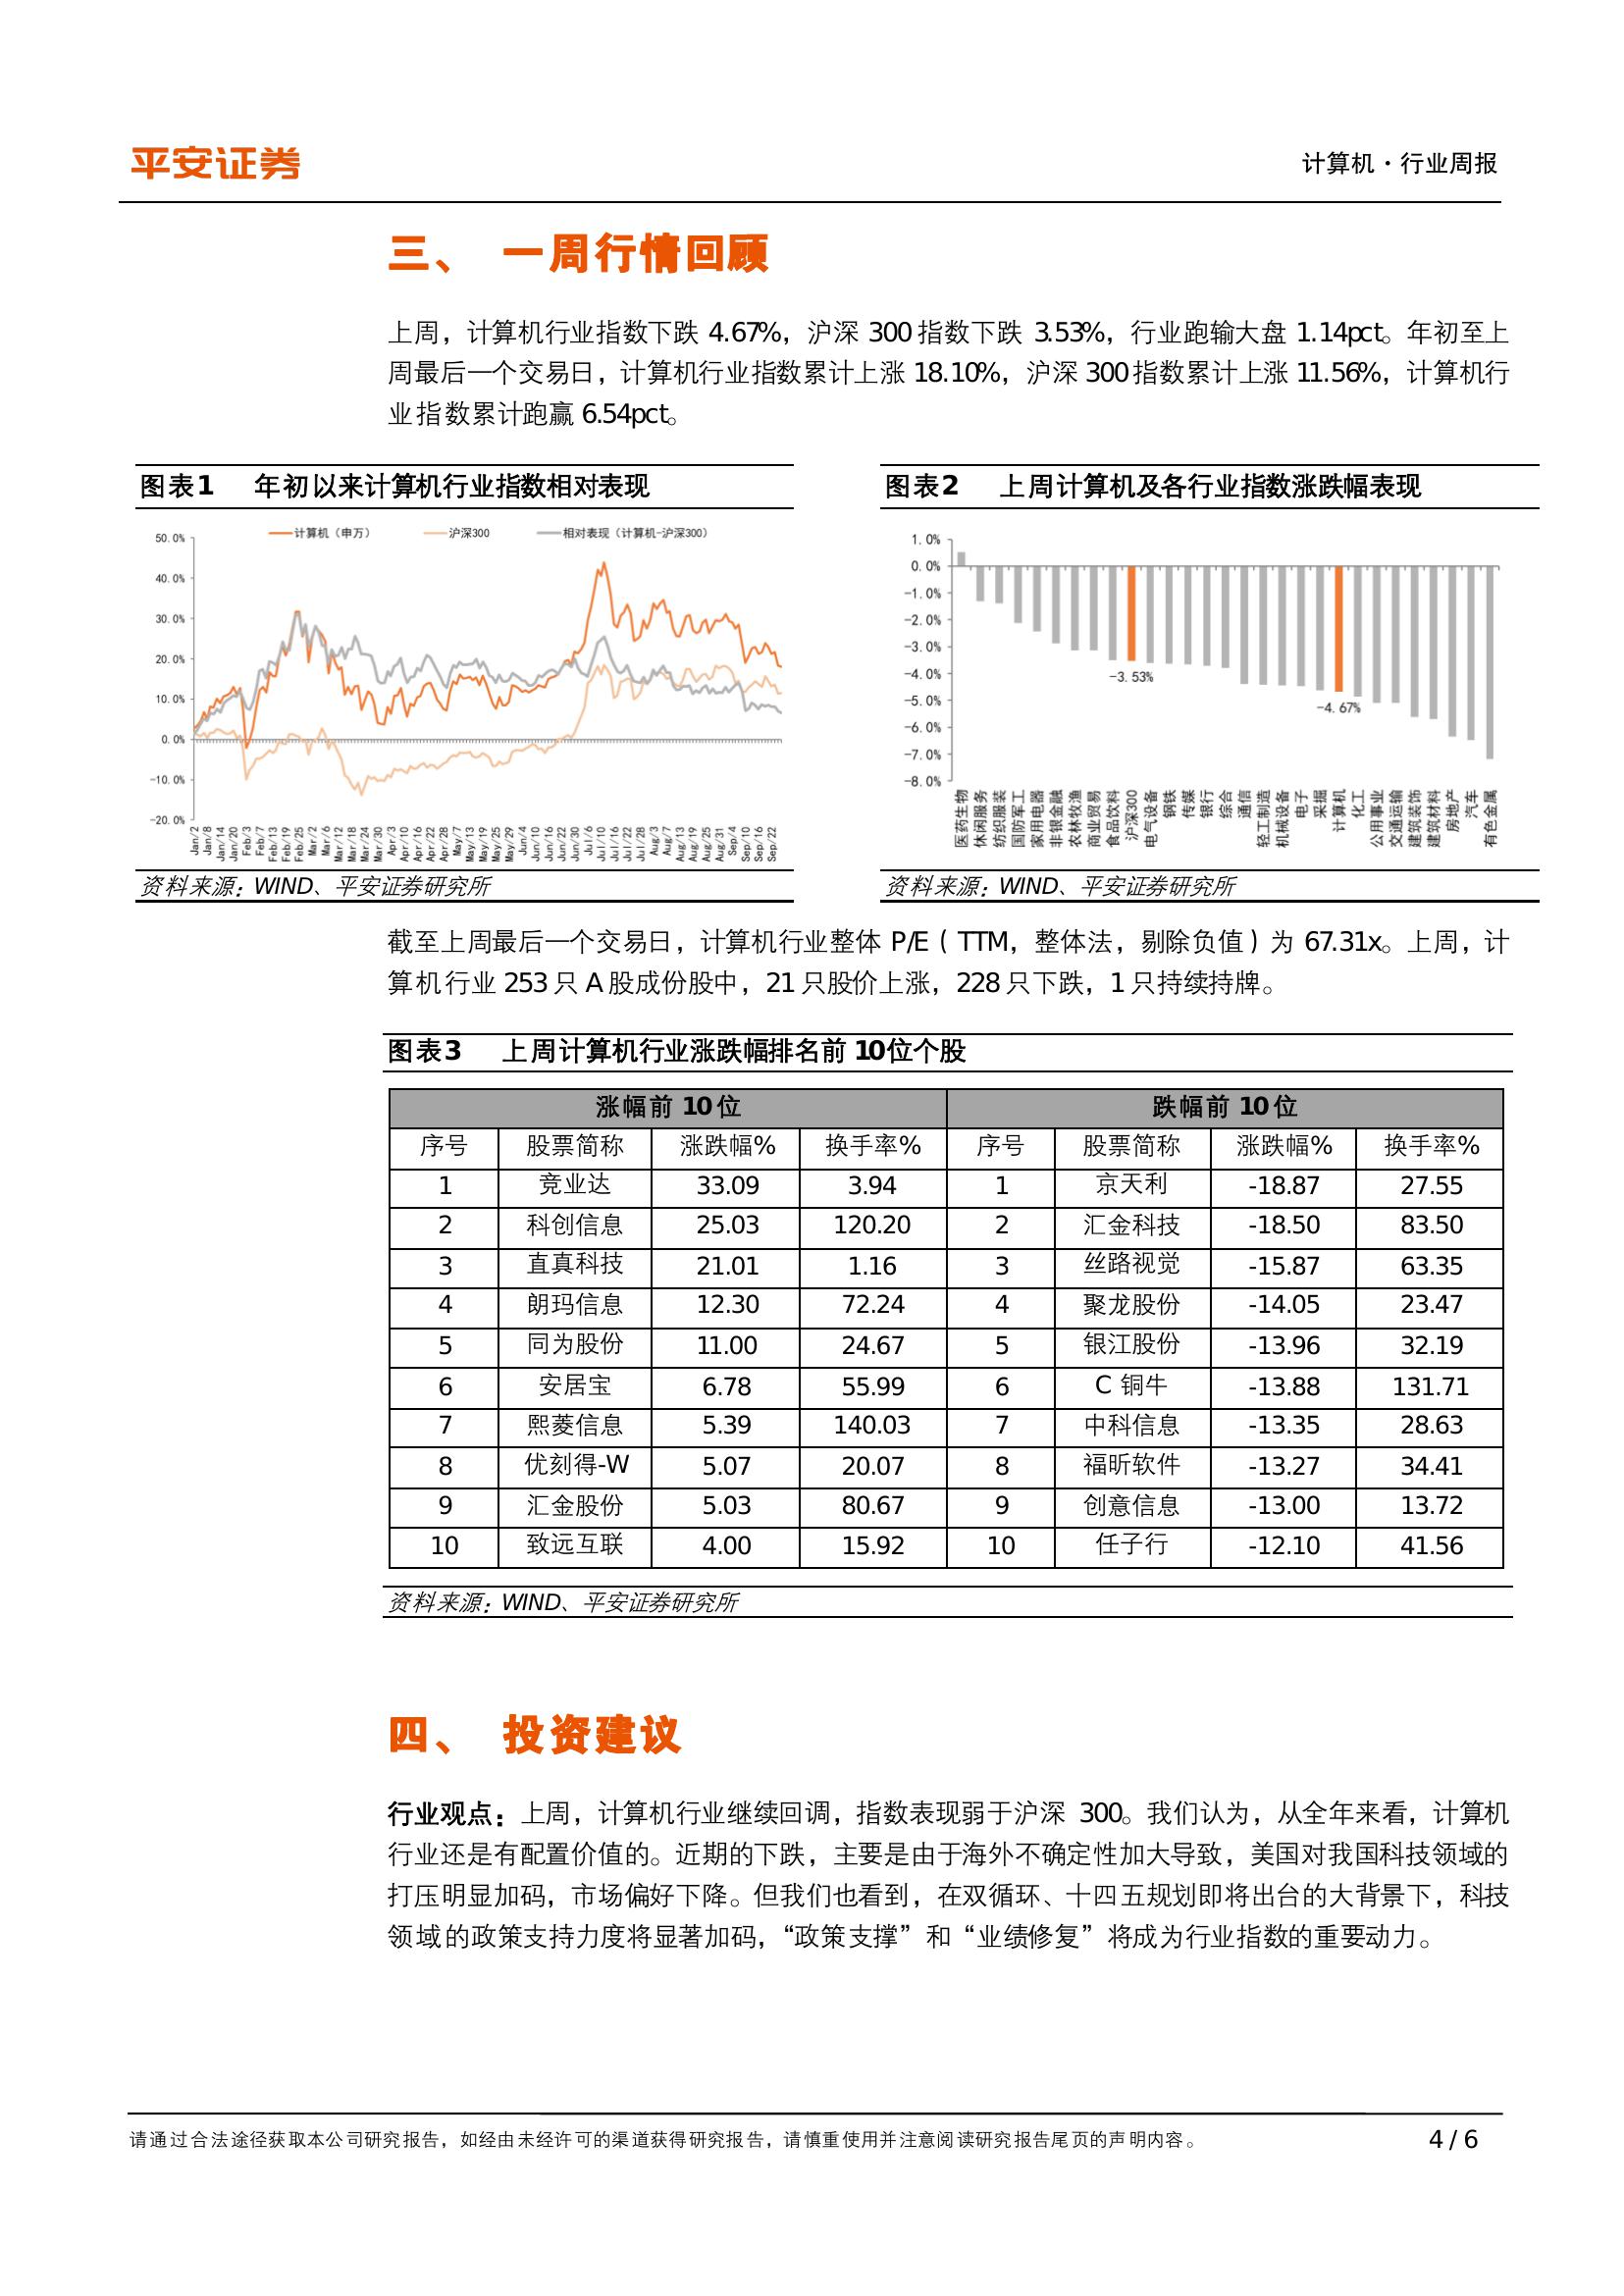 平安证券
计算机·行业周报
三、 一周行情回顾
上周，计算机行业指数下跌 4.67%，沪深 300 指数下跌 3.53%，行业跑输大盘 1.14pct。年初至上
周最后一个交易日，计算机行业指数累计上涨 18.10%，沪深 300 指数累计上涨 11.56%，计算机行
业指数累计跑赢 6.54pct。
图表1 年初以来计算机行业指数相对表现
计算机（申万） 沪深300 相对表现（计算机-沪深300）
50.0%
40.0%
30.0%
20.0%
10.0%
0.0%
-10.0%
-20.0%
Jan/2 Jan/8 Jan/14 Jan/20 Feb/3 Feb/7 Feb/13 Feb/19 Feb/25 Mar/2 Mar/6 Mar/12 Mar/18 Mar/24 Mar/30 Apr/3 Apr/10 Apr/16 Apr/22 Apr/28 May/7 May/13 May/19 May/25 May/29 Jun/4 Jun/10 Jun/16 Jun/22 Jun/30 Jul/6 Jul/10 Jul/16 Jul/22 Jul/28 Aug/3 Aug/7 Aug/13 Aug/19 Aug/25 Aug/31 Sep/4 Sep/10 Sep/16 Sep/22
资料来源：WIND、平安证券研究所
图表2 上周计算机及各行业指数涨跌幅表现
1.0%
0.0%
-1.0%
-2.0%
-3.0%
-4.0%
-5.0%
-6.0%
-7.0%
-8.0%
-3.53%
-4.67%
医药生物 休闲服务 纺织服装 国防军工 家用电器 非银金融 农林牧渔 商业贸易 食品饮料 沪深300 电气设备 钢铁 传媒 银行 综合 通信 轻工制造 机械设备 电子 采掘 计算机 化工 公用事业 交通运输 建筑装饰 建筑材料 房地产 汽车 有色金属
资料来源：WIND、平安证券研究所
截至上周最后一个交易日，计算机行业整体 P/E（TTM，整体法，剔除负值）为 67.31x。上周，计
算机行业 253 只 A 股成份股中，21 只股价上涨，228 只下跌，1 只持续持牌。
图表3 上周计算机行业涨跌幅排名前 10位个股
涨幅前 10 位 跌幅前 10 位
序号 股票简称 涨跌幅% 换手率% 序号 股票简称 涨跌幅% 换手率%
1 竞业达 33.09 3.94 1 京天利 -18.87 27.55
2 科创信息 25.03 120.20 2 汇金科技 -18.50 83.50
3 直真科技 21.01 1.16 3 丝路视觉 -15.87 63.35
4 朗玛信息 12.30 72.24 4 聚龙股份 -14.05 23.47
5 同为股份 11.00 24.67 5 银江股份 -13.96 32.19
6 安居宝 6.78 55.99 6 C 铜牛 -13.88 131.71
7 熙菱信息 5.39 140.03 7 中科信息 -13.35 28.63
8 优刻得-W 5.07 20.07 8 福昕软件 -13.27 34.41
9 汇金股份 5.03 80.67 9 创意信息 -13.00 13.72
10 致远互联 4.00 15.92 10 任子行 -12.10 41.56
资料来源：WIND、平安证券研究所
四、 投资建议
行业观点：上周，计算机行业继续回调，指数表现弱于沪深 300。我们认为，从全年来看，计算机
行业还是有配置价值的。近期的下跌，主要是由于海外不确定性加大导致，美国对我国科技领域的
打压明显加码，市场偏好下降。但我们也看到，在双循环、十四五规划即将出台的大背景下，科技
领域的政策支持力度将显著加码，“政策支撑”和“业绩修复”将成为行业指数的重要动力。
请通过合法途径获取本公司研究报告，如经由未经许可的渠道获得研究报告，请慎重使用并注意阅读研究报告尾页的声明内容。
4 / 6